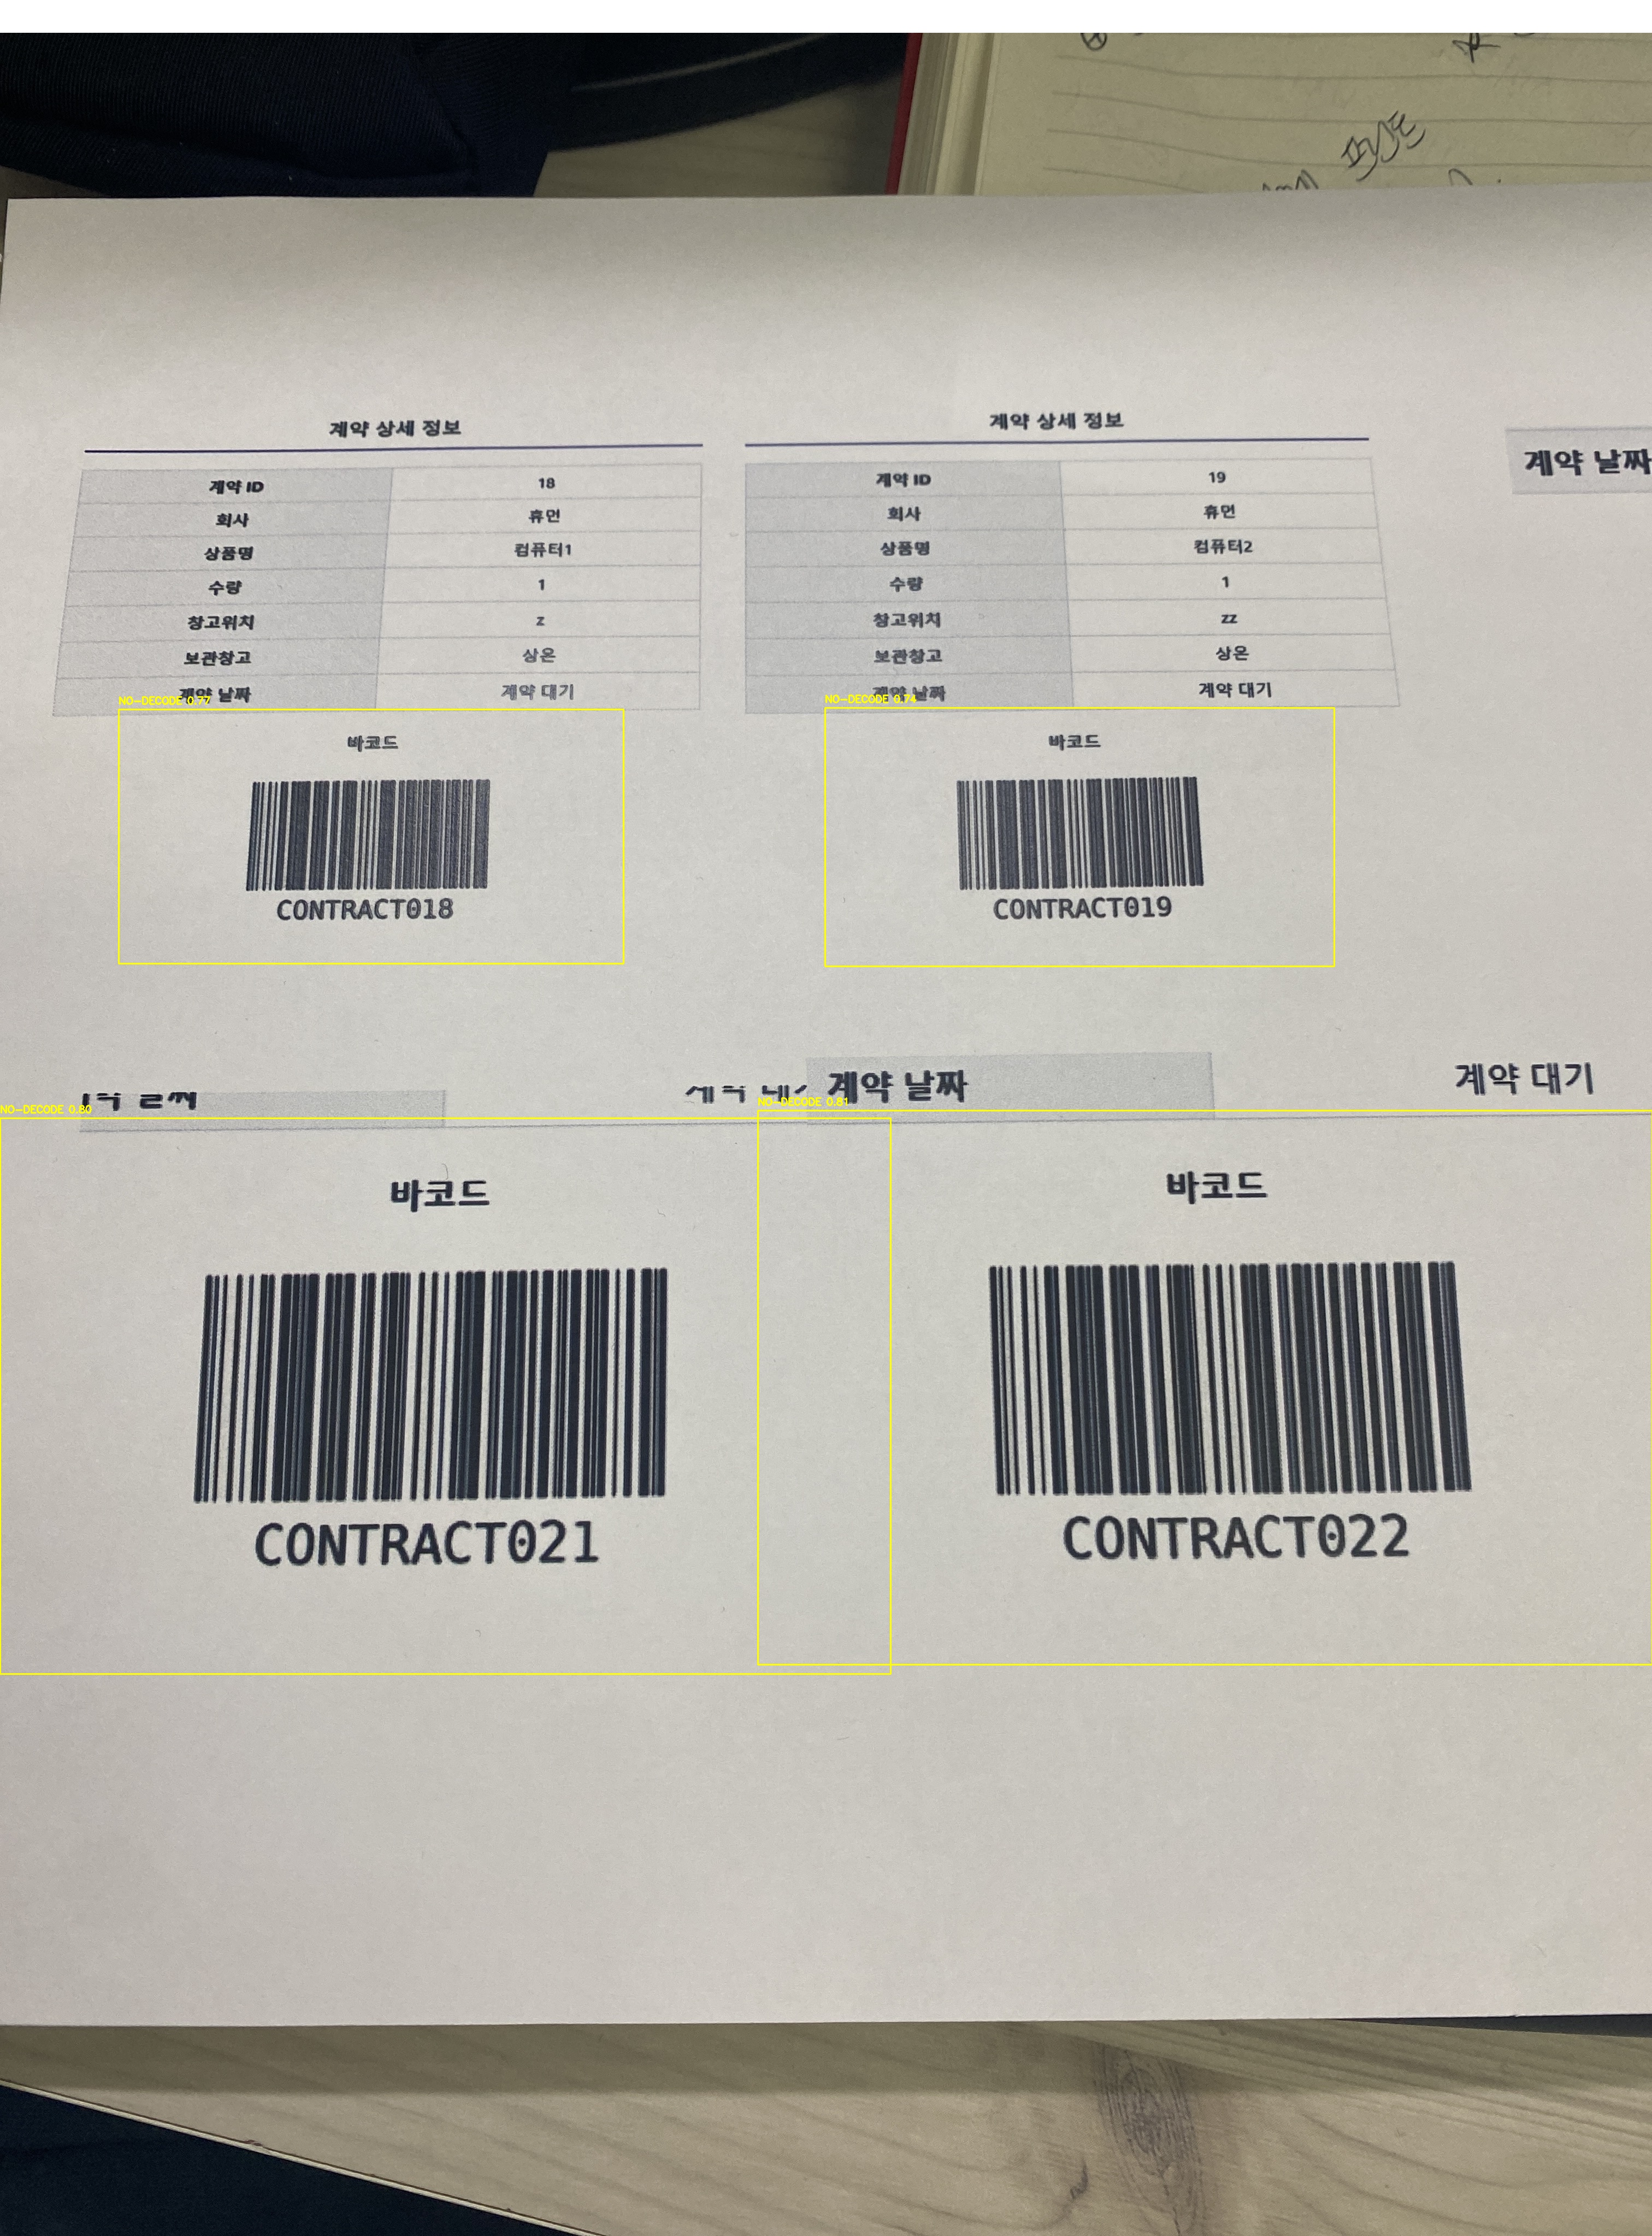 계약 상세 정보
계약 ID 18
회사 휴먼
상품명 컴퓨터1
수량 1
창고위치 z
보관창고 상온
계약 날짜 계약 대기
NO-DECODE 0.77
바코드
CONTRACT018
계약 상세 정보
계약 ID 19
회사 휴먼
상품명 컴퓨터2
수량 1
창고위치 zz
보관창고 상온
계약 날짜 계약 대기
NO-DECODE 0.74
바코드
CONTRACT019
계약 날짜
NO-DECODE 0.80
바코드
CONTRACT021
계약 날짜 계약 대기
NO-DECODE 0.81
바코드
CONTRACT022